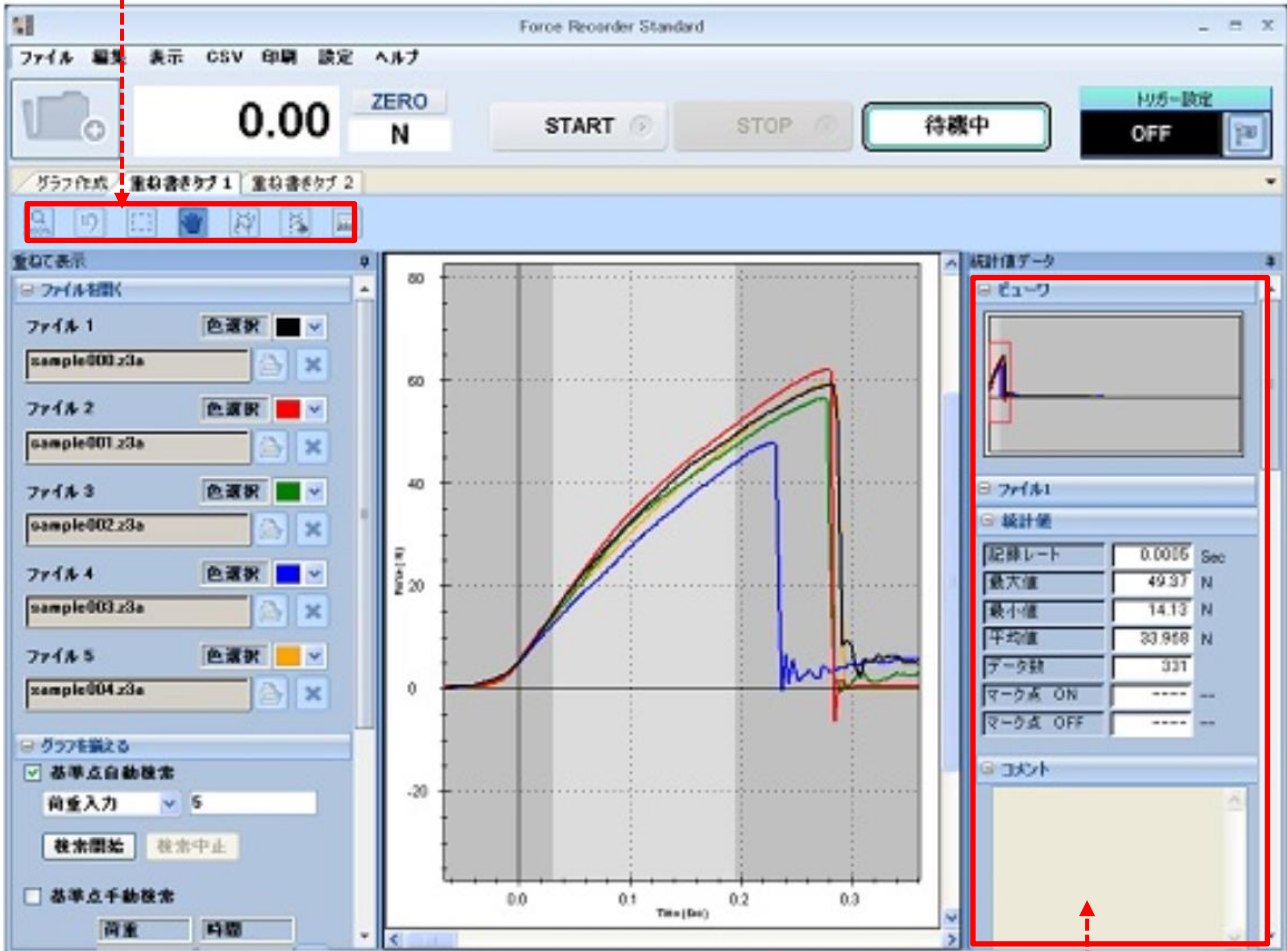 Force Recorder Standard
ファイル 編集 表示 CSV 印刷 設定 ヘルプ
0.00
ZERO
N
START
STOP
待機中
トリガー設定
OFF
グラフ作成 重ね書きタブ 1 重ね書きタブ 2
重ねて表示
ファイルを開く
ファイル 1 色選択
sample000.z3a
ファイル 2 色選択
sample001.z3a
ファイル 3 色選択
sample002.z3a
ファイル 4 色選択
sample003.z3a
ファイル 5 色選択
sample004.z3a
グラフを揃える
基準点自動検索
荷重入力 5
検索開始 検索中止
基準点手動検索
荷重 時間
80
60
40
20
0
-20
Force [N]
0.0 0.1 0.2 0.3
Time [Sec]
統計値データ
ビューワ
ファイル1
統計値
記録レート 0.0005 Sec
最大値 49.37 N
最小値 14.13 N
平均値 33.968 N
データ数 331
マーク点 ON ---- --
マーク点 OFF ---- --
コメント